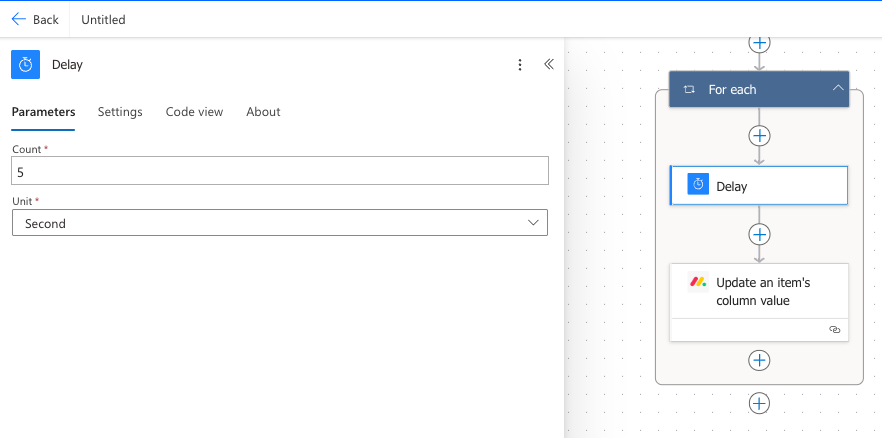 Back
Untitled
Delay
Parameters
Settings
Code view
About
Count *
5
Unit *
Second
For each
Delay
Update an item's
column value